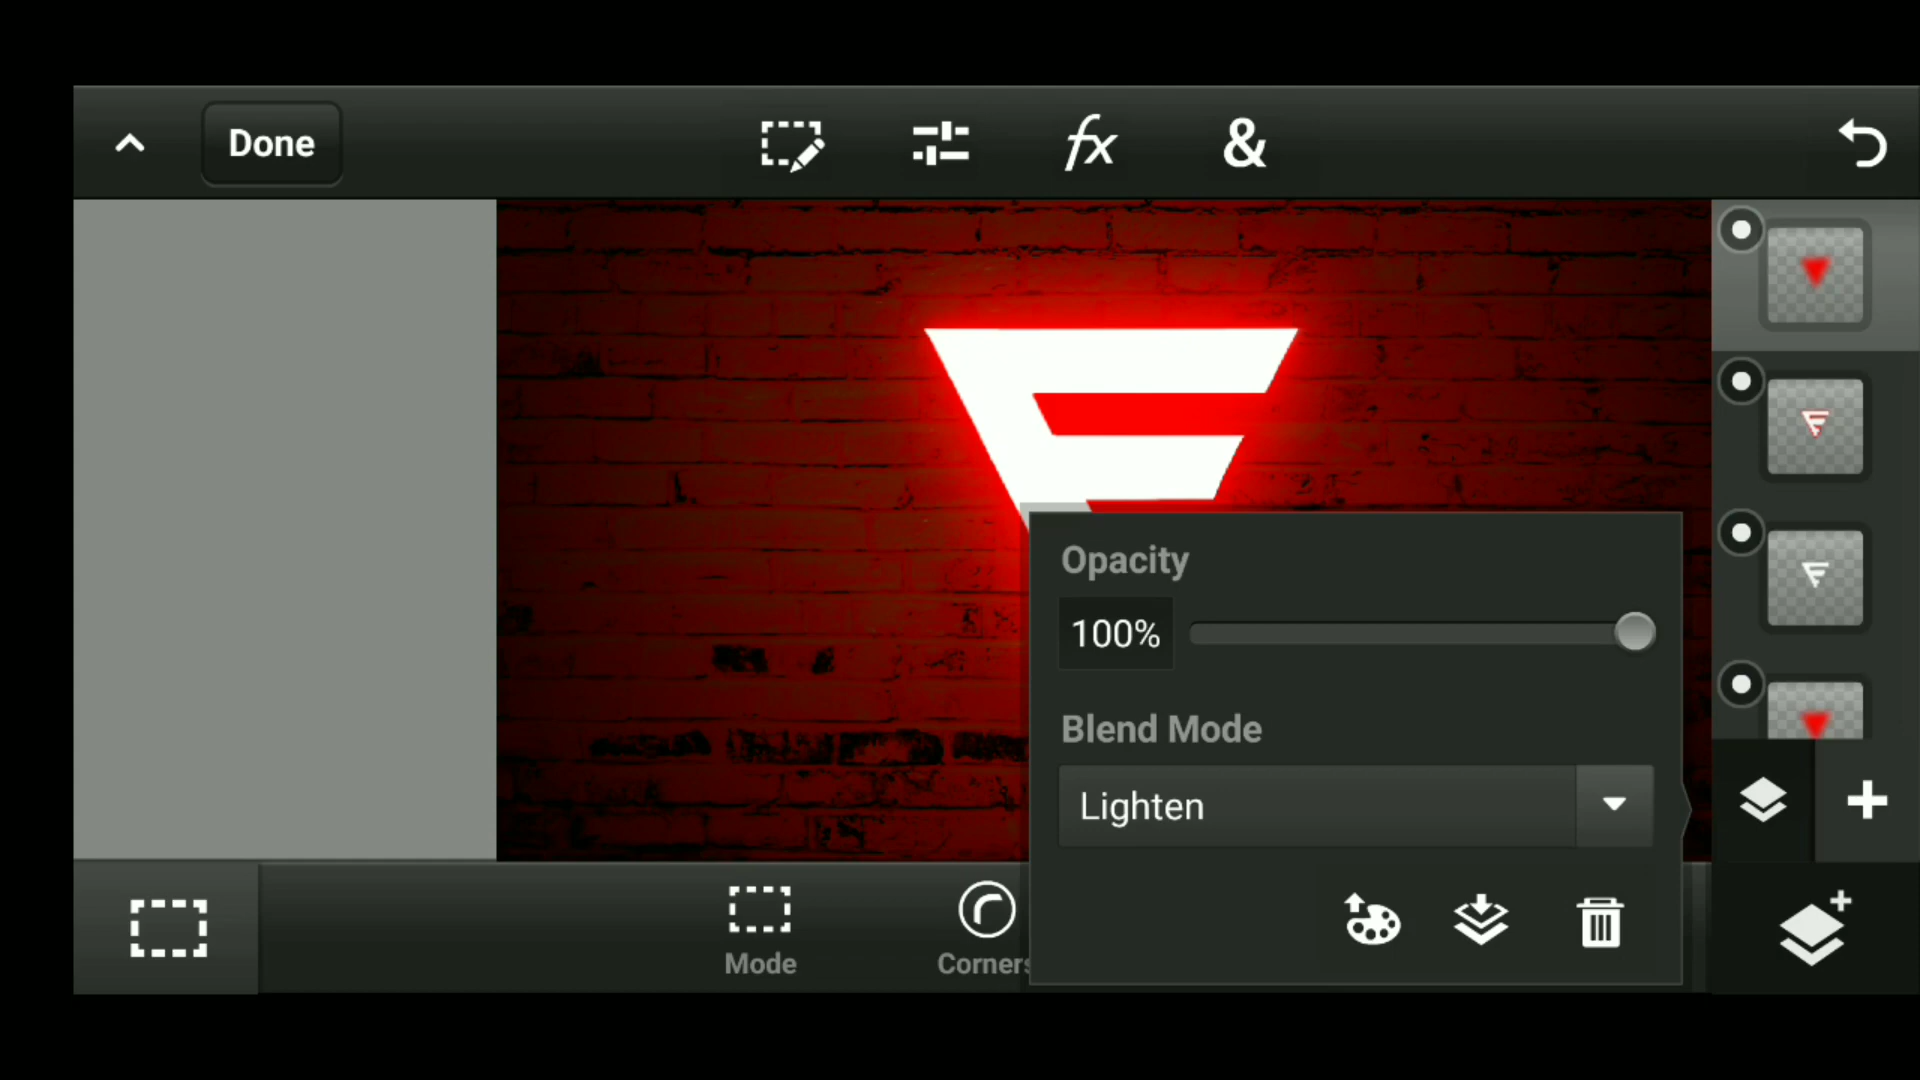 Done
fx
&
Opacity
100%
Blend Mode
Lighten
Mode
Corners